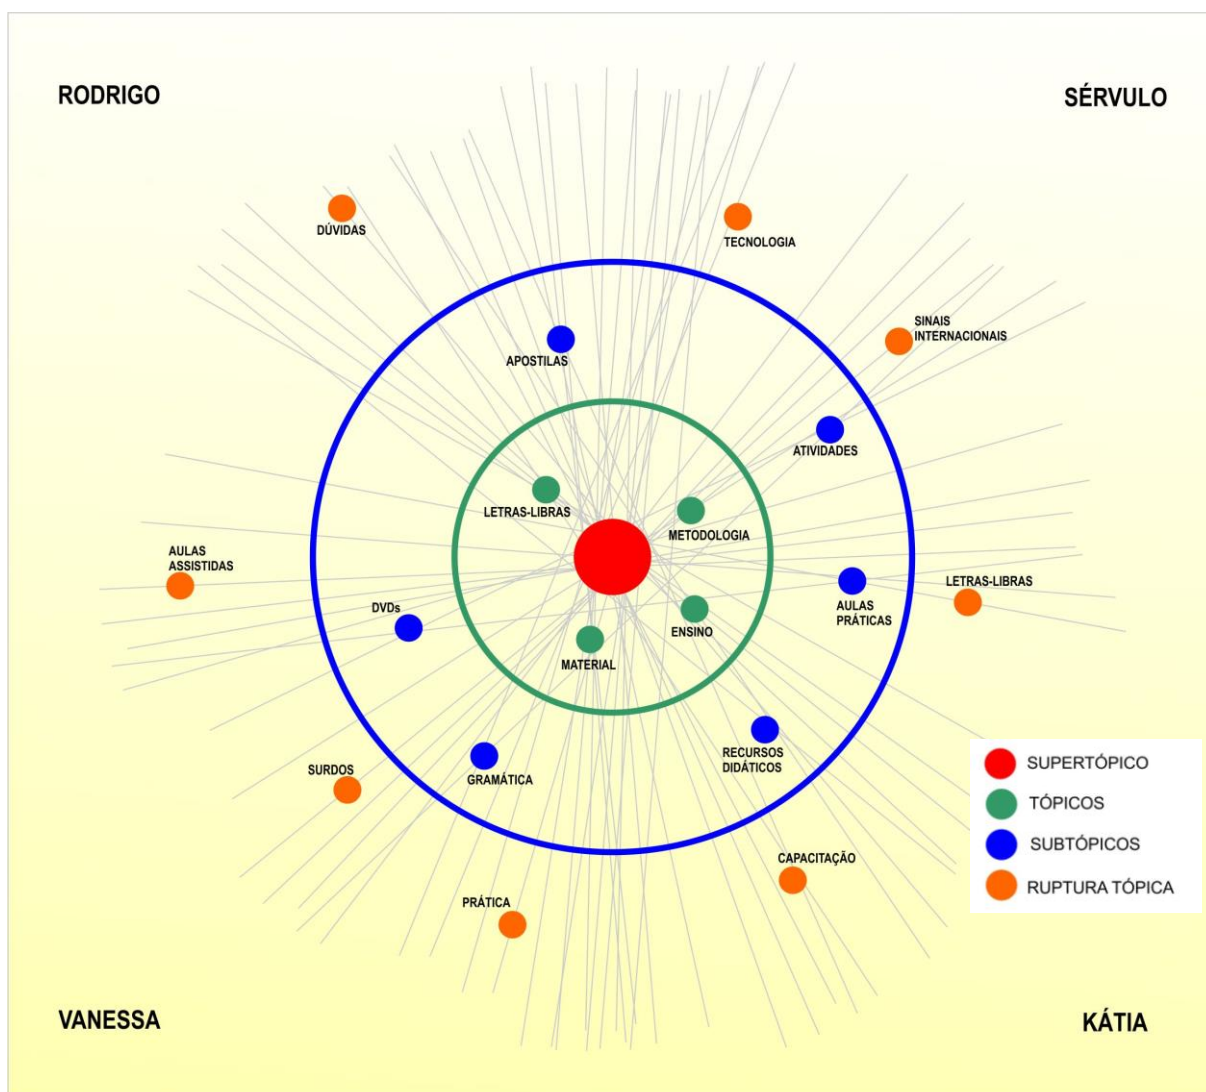 RODRIGO
SÉRVULO
DÚVIDAS
TECNOLOGIA
SINAIS
INTERNACIONAIS
APOSTILAS
ATIVIDADES
LETRAS-LIBRAS
METODOLOGIA
AULAS
ASSISTIDAS
DVDs
AULAS
PRÁTICAS
LETRAS-LIBRAS
ENSINO
MATERIAL
SURDOS
GRAMÁTICA
RECURSOS
DIDÁTICOS
CAPACITAÇÃO
PRÁTICA
SUPERTÓPICO
TÓPICOS
SUBTÓPICOS
RUPTURA TÓPICA
VANESSA
KÁTIA